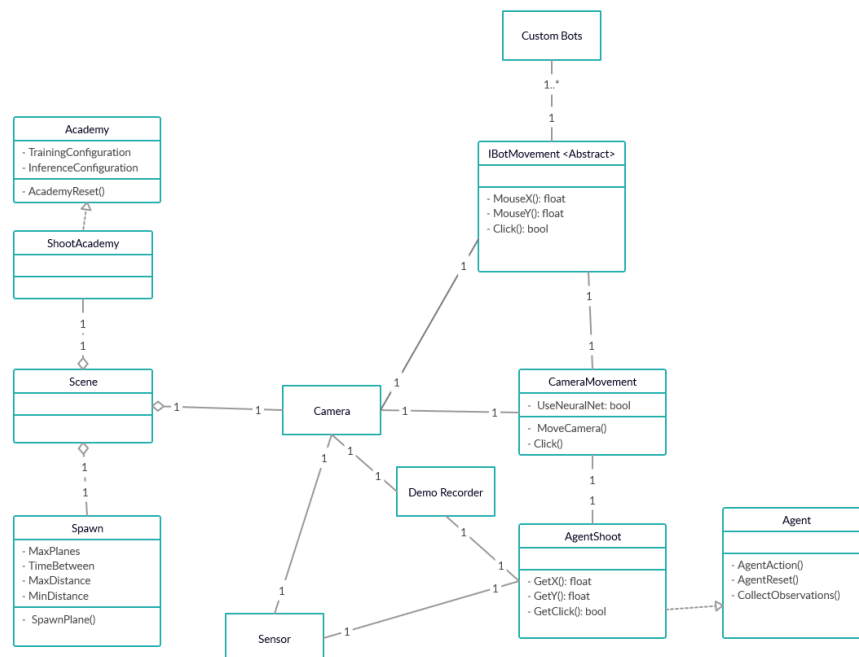 Custom Bots
1..*
1
IBotMovement <Abstract>
- MouseX(): float
- MouseY(): float
- Click(): bool
Academy
- TrainingConfiguration
- InferenceConfiguration
- AcademyReset()
ShootAcademy
1
1
1
1
1
1
Scene
1
1
Camera
1
1
CameraMovement
- UseNeuralNet: bool
- MoveCamera()
- Click()
1
1
1
1
1
1
1
Demo Recorder
1
1
Spawn
- MaxPlanes
- TimeBetween
- MaxDistance
- MinDistance
- SpawnPlane()
AgentShoot
- GetX(): float
- GetY(): float
- GetClick(): bool
Agent
- AgentAction()
- AgentReset()
- CollectObservations()
1
1
1
Sensor